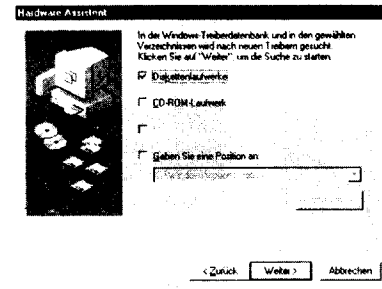 Hardware Assistent
In der Windows-Treiberdatenbank und in den gewählten
Verzeichnissen wird nach neuen Treibern gesucht.
Klicken Sie auf "Weiter", um die Suche zu starten.
Diskettenlaufwerke
CD-ROM-Laufwerk
Geben Sie eine Position an:
< Zurück
Weiter >
Abbrechen